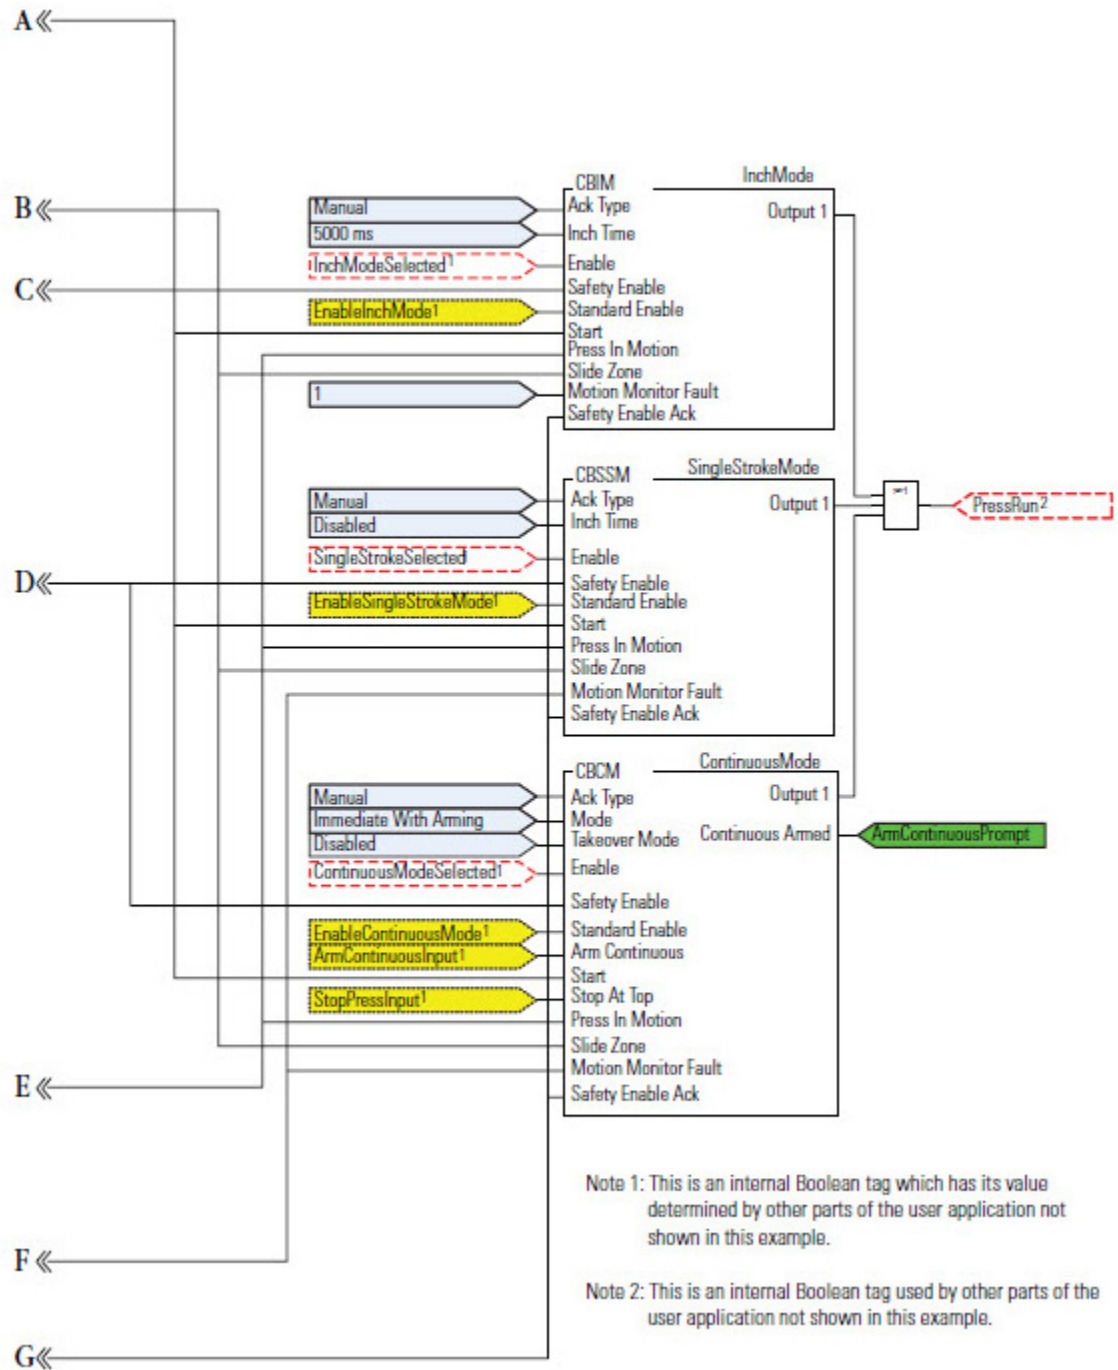 A
B
C
CBIM
InchMode
Manual
Ack Type
Output 1
5000 ms
Inch Time
InchModeSelected1
Enable
Safety Enable
EnableInchMode1
Standard Enable
Start
Press In Motion
Slide Zone
1
Motion Monitor Fault
Safety Enable Ack
CBSSM
SingleStrokeMode
Manual
Ack Type
Output 1
Disabled
Inch Time
PressRun2
SingleStrokeSelected
Enable
D
Safety Enable
EnableSingleStrokeMode1
Standard Enable
Start
Press In Motion
Slide Zone
Motion Monitor Fault
Safety Enable Ack
CBCM
ContinuousMode
Manual
Ack Type
Output 1
Immediate With Arming
Mode
Disabled
Takeover Mode
Continuous Armed
ArmContinuousPrompt
ContinuousModeSelected1
Enable
Safety Enable
EnableContinuousMode1
Standard Enable
ArmContinuousInput1
Arm Continuous
Start
StopPressInput1
Stop At Top
Press In Motion
Slide Zone
Motion Monitor Fault
E
Safety Enable Ack
Note 1: This is an internal Boolean tag which has its value
determined by other parts of the user application not
shown in this example.
F
Note 2: This is an internal Boolean tag used by other parts of the
user application not shown in this example.
G